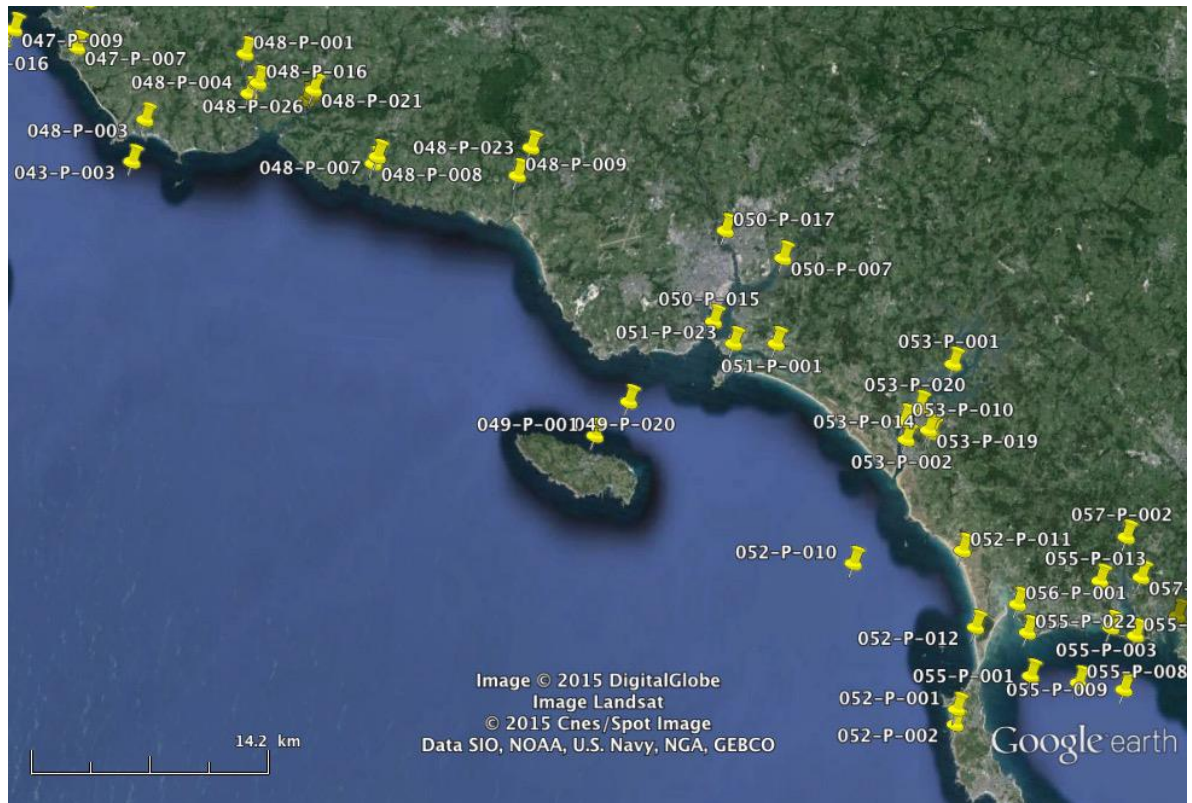 047-P-009
048-P-001
047-P-007
-016
048-P-016
048-P-004
048-P-026
048-P-021
048-P-003
048-P-023
048-P-009
043-P-003
048-P-007
048-P-008
050-P-017
050-P-007
050-P-015
051-P-023
053-P-001
051-P-001
053-P-020
053-P-010
049-P-001
049-P-020
053-P-014
053-P-019
053-P-002
057-P-002
052-P-011
052-P-010
055-P-013
057-
056-P-001
055-P-022
055-
052-P-012
055-P-003
055-P-001
055-P-008
055-P-009
052-P-001
052-P-002
Image © 2015 DigitalGlobe
Image Landsat
© 2015 Cnes/Spot Image
Data SIO, NOAA, U.S. Navy, NGA, GEBCO
14.2 km
Google earth